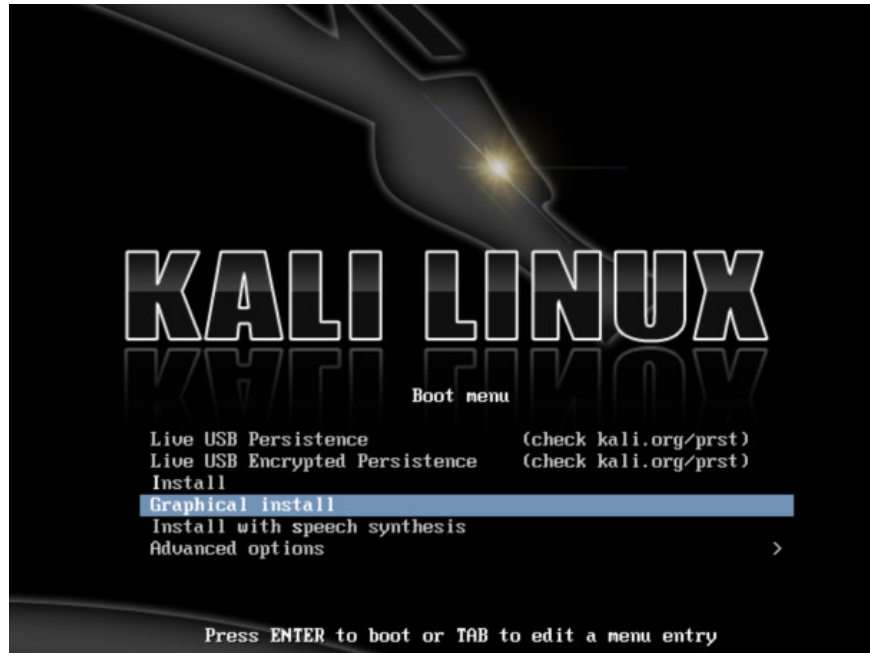 KALI LINUX
Boot menu
Live USB Persistence (check kali.org/prst)
Live USB Encrypted Persistence (check kali.org/prst)
Install
Graphical install
Install with speech synthesis
Advanced options >
Press ENTER to boot or TAB to edit a menu entry